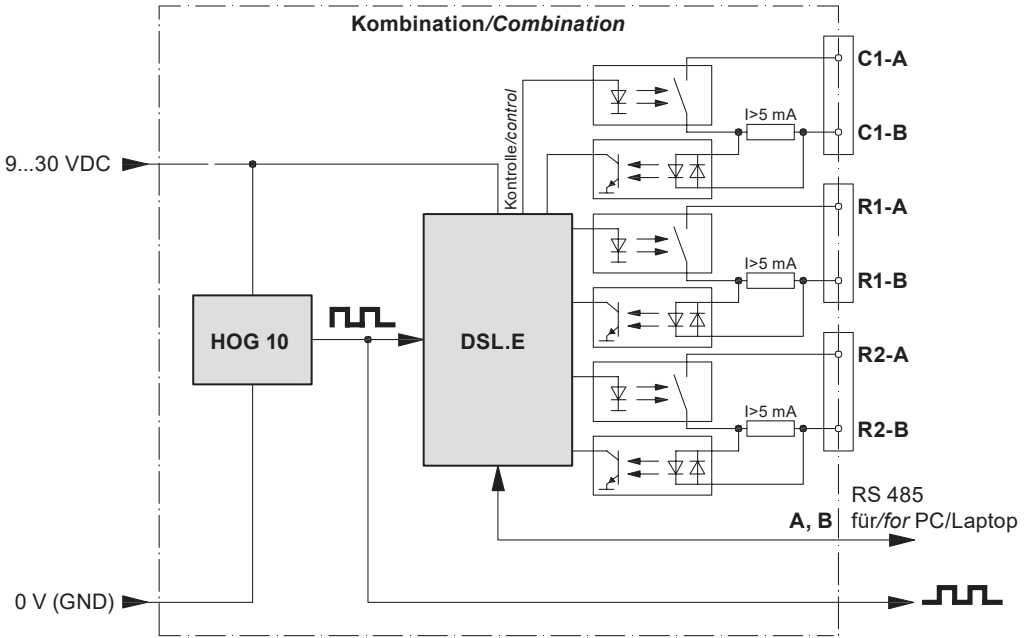 Kombination/Combination
C1-A
I>5 mA
C1-B
Kontrolle/control
9...30 VDC
R1-A
I>5 mA
R1-B
HOG 10
DSL.E
R2-A
I>5 mA
R2-B
RS 485
A, B für/for PC/Laptop
0 V (GND)